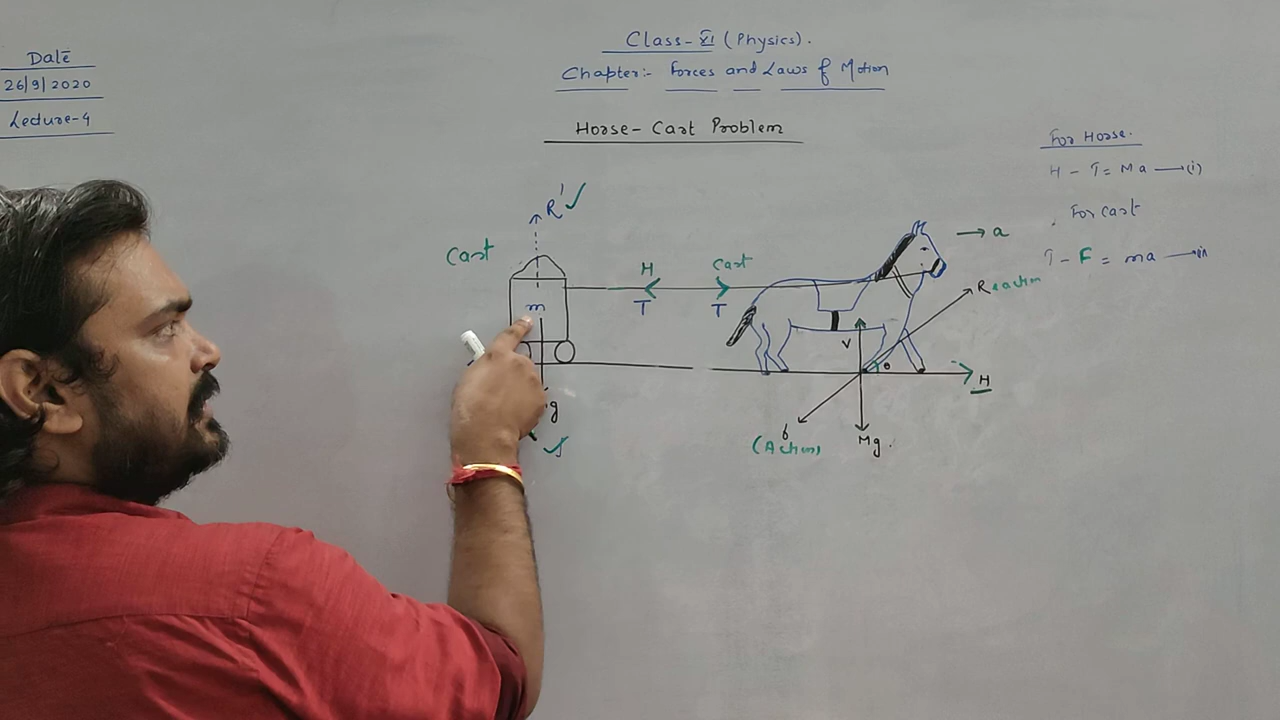 Date
26/9/2020
Lecture-4
Class-XI (Physics).
Chapter:- Forces and Laws of Motion
Horse-Cart Problem
For Horse.
H - T = Ma (i)
For cart
T - F = ma (ii
R'
Cart
H
T
Cart
T
a
Reaction
m
V
θ
H
g
(Action)
Mg.